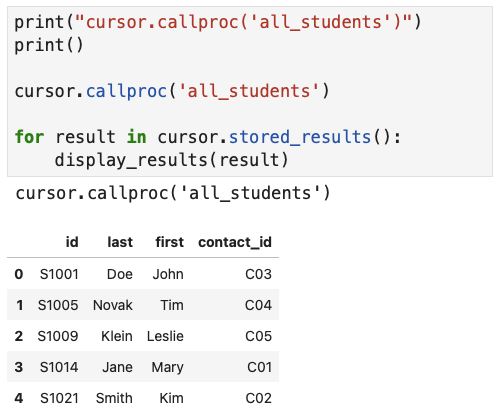 print("cursor.callproc('all_students')")
print()
cursor.callproc('all_students')
for result in cursor.stored_results():
    display_results(result)
cursor.callproc('all_students')
id last first contact_id
0 S1001 Doe John C03
1 S1005 Novak Tim C04
2 S1009 Klein Leslie C05
3 S1014 Jane Mary C01
4 S1021 Smith Kim C02